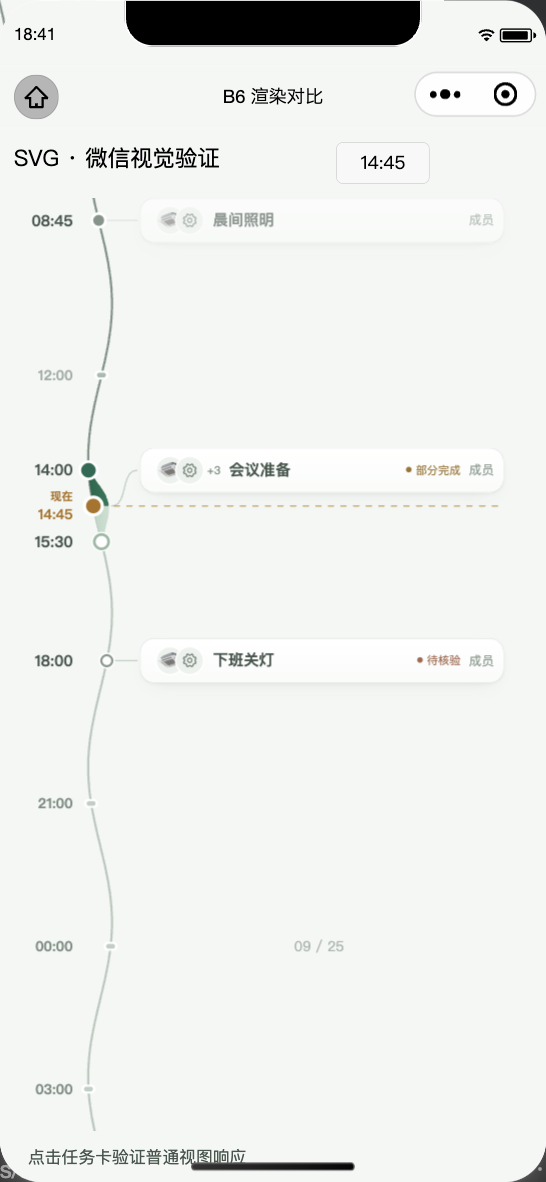 18:41
B6 渲染对比
SVG · 微信视觉验证
14:45
08:45 晨间照明 成员
12:00
14:00 +3 会议准备 部分完成 成员
现在
14:45
15:30
18:00 下班关灯 待核验 成员
21:00
00:00 09 / 25
03:00
点击任务卡验证普通视图响应